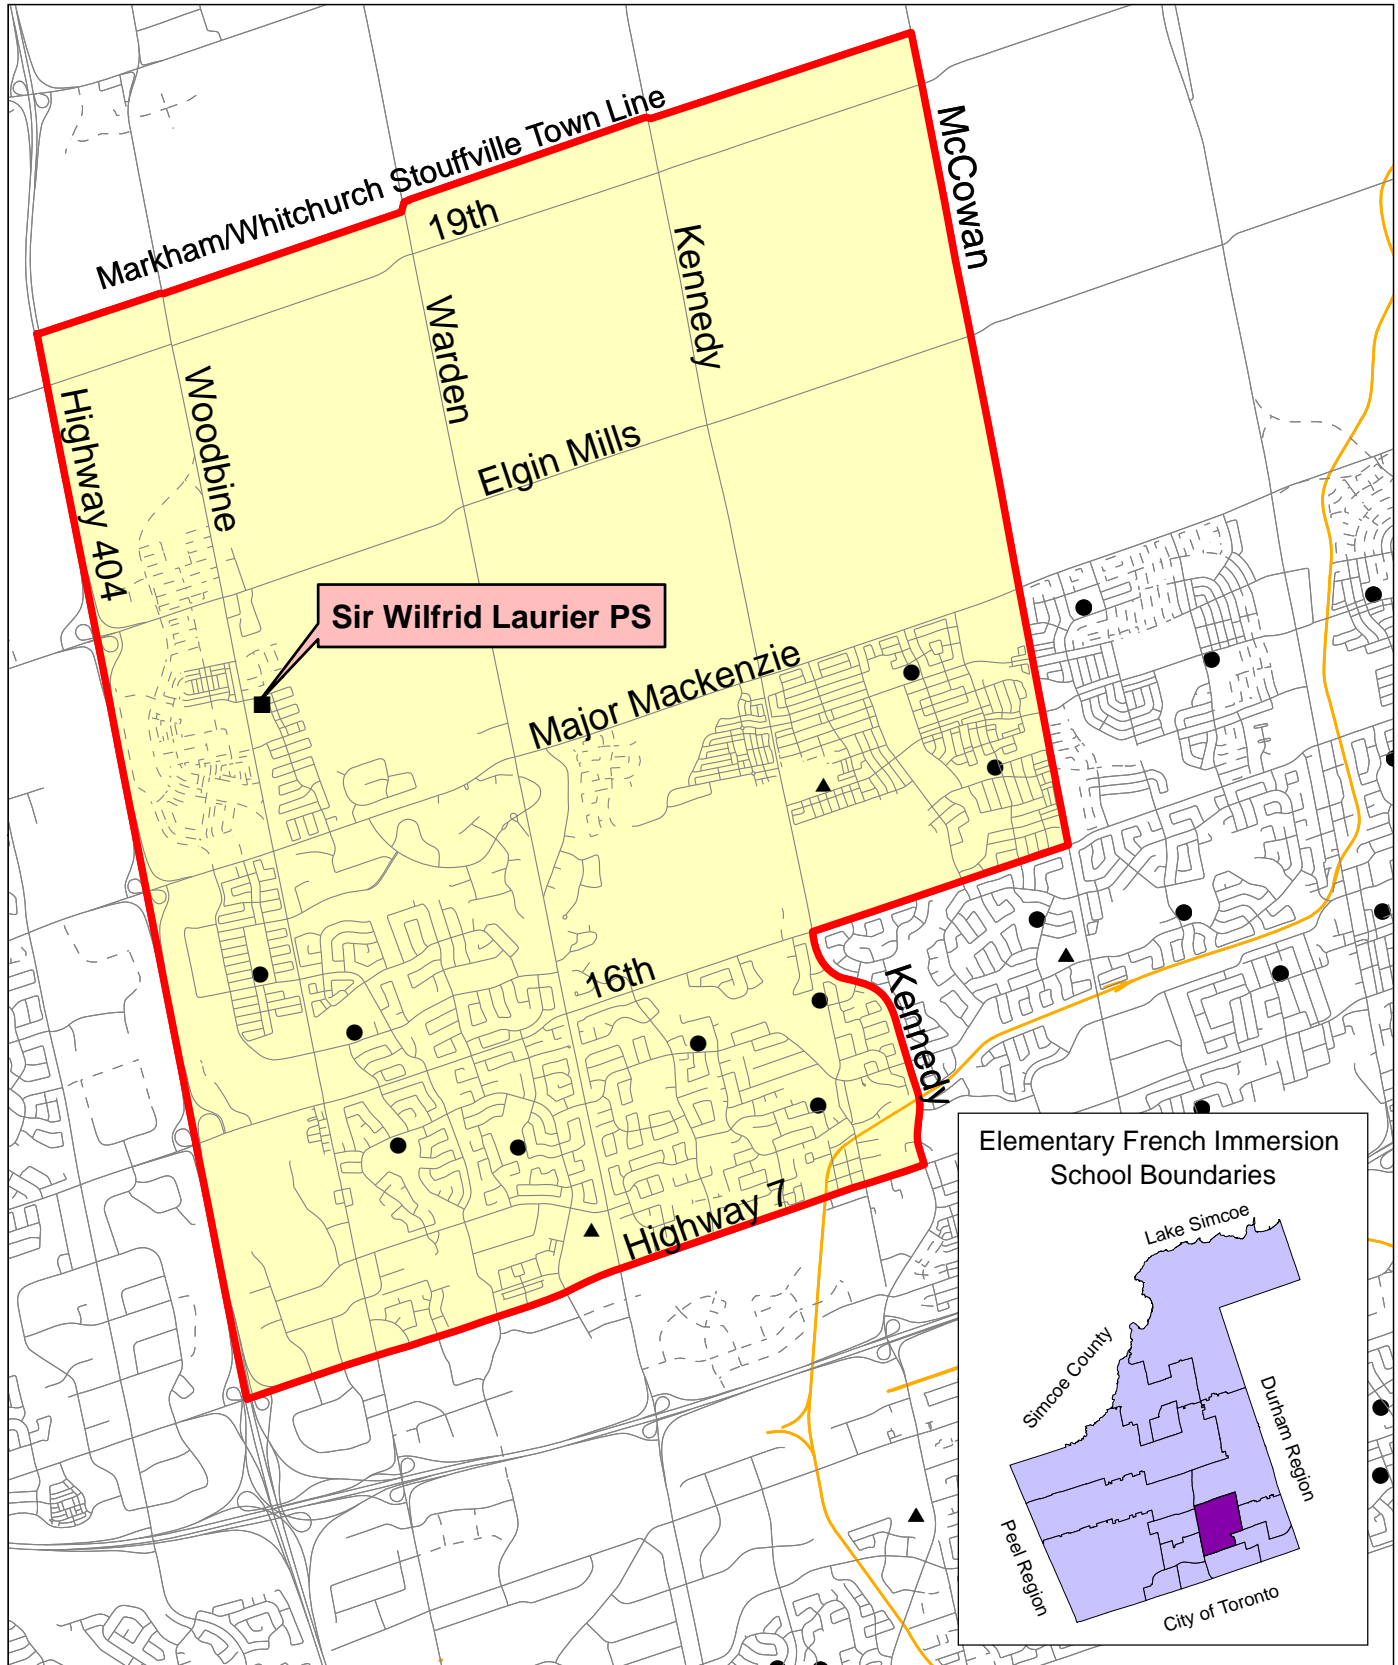 Markham/Whitchurch Stouffville Town Line
McCowan
19th
Kennedy
Warden
Woodbine
Highway 404
Elgin Mills
Sir Wilfrid Laurier PS
Major Mackenzie
16th
Kennedy
Highway 7
Elementary French Immersion
School Boundaries
Lake Simcoe
Simcoe County
Durham Region
Peel Region
City of Toronto